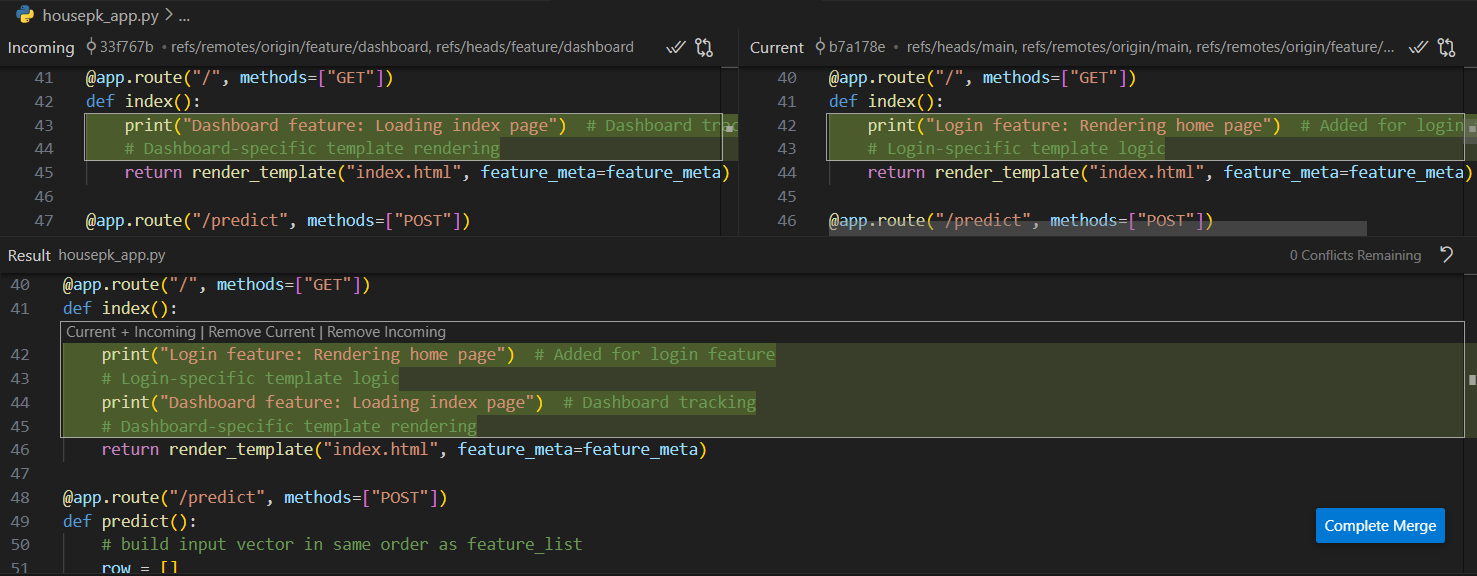 housepk_app.py > ...
Incoming 33f767b • refs/remotes/origin/feature/dashboard, refs/heads/feature/dashboard
41 @app.route("/", methods=["GET"])
42 def index():
43 print("Dashboard feature: Loading index page") # Dashboard trac
44 # Dashboard-specific template rendering
45 return render_template("index.html", feature_meta=feature_meta)
46
47 @app.route("/predict", methods=["POST"])
Current b7a178e • refs/heads/main, refs/remotes/origin/main, refs/remotes/origin/feature/...
40 @app.route("/", methods=["GET"])
41 def index():
42 print("Login feature: Rendering home page") # Added for login
43 # Login-specific template logic
44 return render_template("index.html", feature_meta=feature_meta)
45
46 @app.route("/predict", methods=["POST"])
Result housepk_app.py
0 Conflicts Remaining
40 @app.route("/", methods=["GET"])
41 def index():
Current + Incoming | Remove Current | Remove Incoming
42 print("Login feature: Rendering home page") # Added for login feature
43 # Login-specific template logic
44 print("Dashboard feature: Loading index page") # Dashboard tracking
45 # Dashboard-specific template rendering
46 return render_template("index.html", feature_meta=feature_meta)
47
48 @app.route("/predict", methods=["POST"])
49 def predict():
50 # build input vector in same order as feature_list
51 row = []
Complete Merge